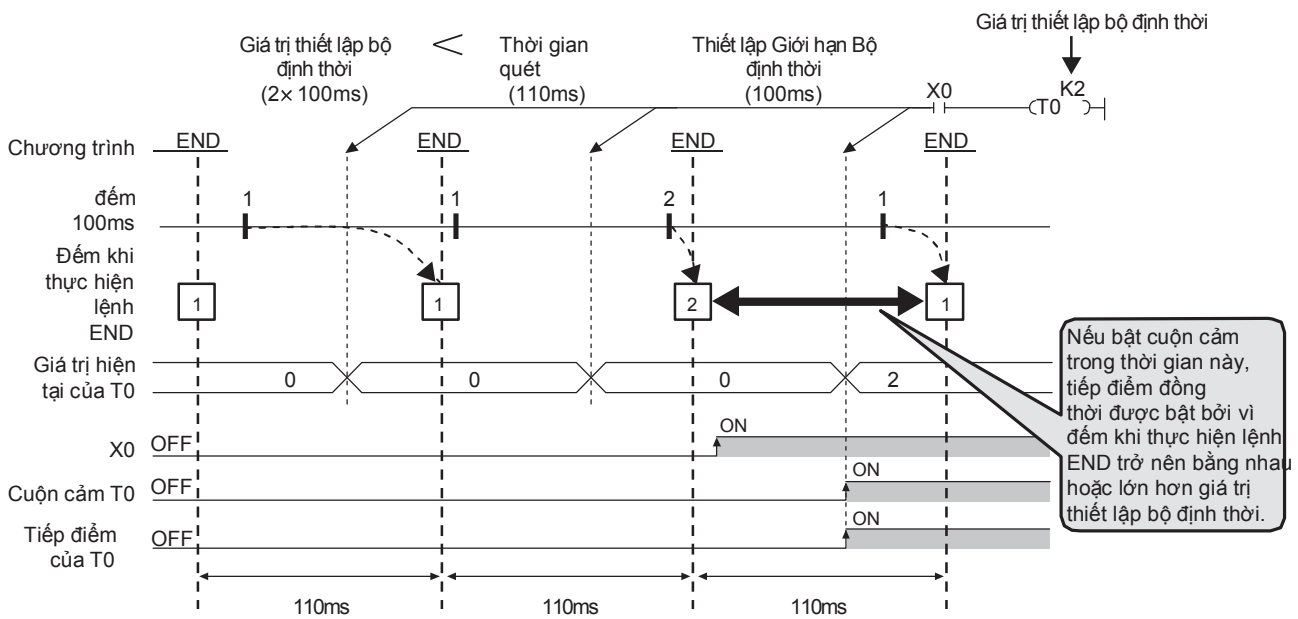 Giá trị thiết lập bộ định thời
Giá trị thiết lập bộ
định thời
(2× 100ms)
<
Thời gian
quét
(110ms)
Thiết lập Giới hạn Bộ
định thời
(100ms)
X0
K2
T0
Chương trình
END
END
END
END
đếm
100ms
1
1
2
1
Đếm khi
thực hiện
lệnh
END
1
1
2
1
Nếu bật cuộn cảm
trong thời gian này,
tiếp điểm đồng
thời được bật bởi vì
đếm khi thực hiện lệnh
END trở nên bằng nhau
hoặc lớn hơn giá trị
thiết lập bộ định thời.
Giá trị hiện
tại của T0
0
0
0
2
X0
OFF
ON
Cuộn cảm T0
OFF
ON
Tiếp điểm
của T0
OFF
ON
110ms
110ms
110ms